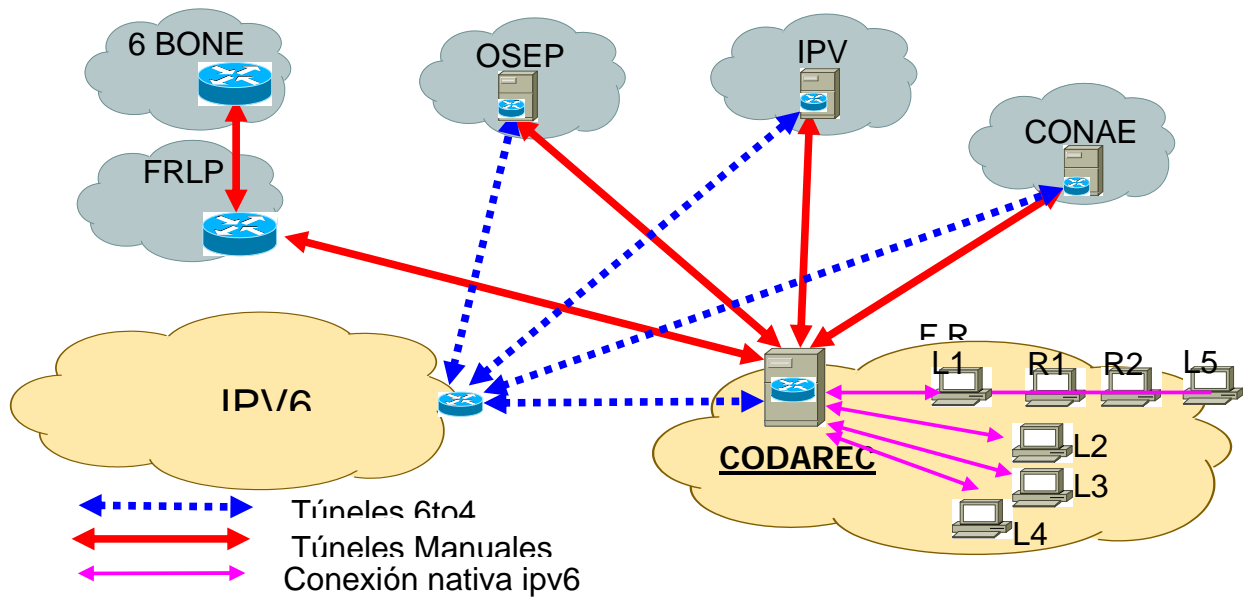 6 BONE
OSEP
IPV
CONAE
FRLP
F.R.
L1
R1
R2
L5
IPV6
L2
CODAREC
L3
L4
Túneles 6to4
Túneles Manuales
Conexión nativa ipv6